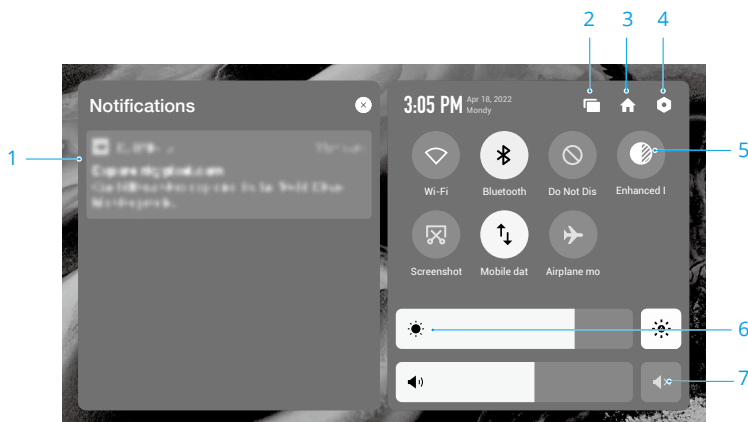 2
3
4
Notifications
3:05 PM
Apr 18, 2022
Mondy
1
5
Wi-Fi
Bluetooth
Do Not Dis
Enhanced I
Screenshot
Mobile dat
Airplane mo
6
7